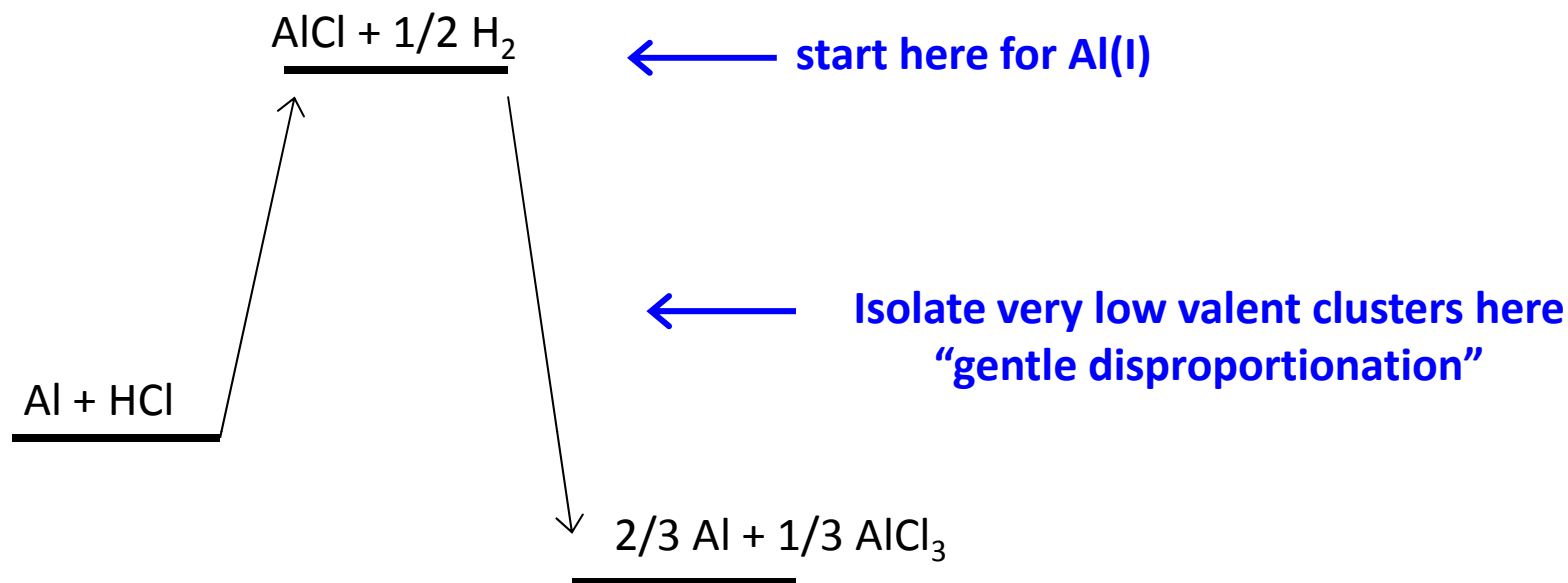 AlCl + 1/2 H₂
start here for Al(I)
Isolate very low valent clusters here
“gentle disproportionation”
Al + HCl
2/3 Al + 1/3 AlCl₃